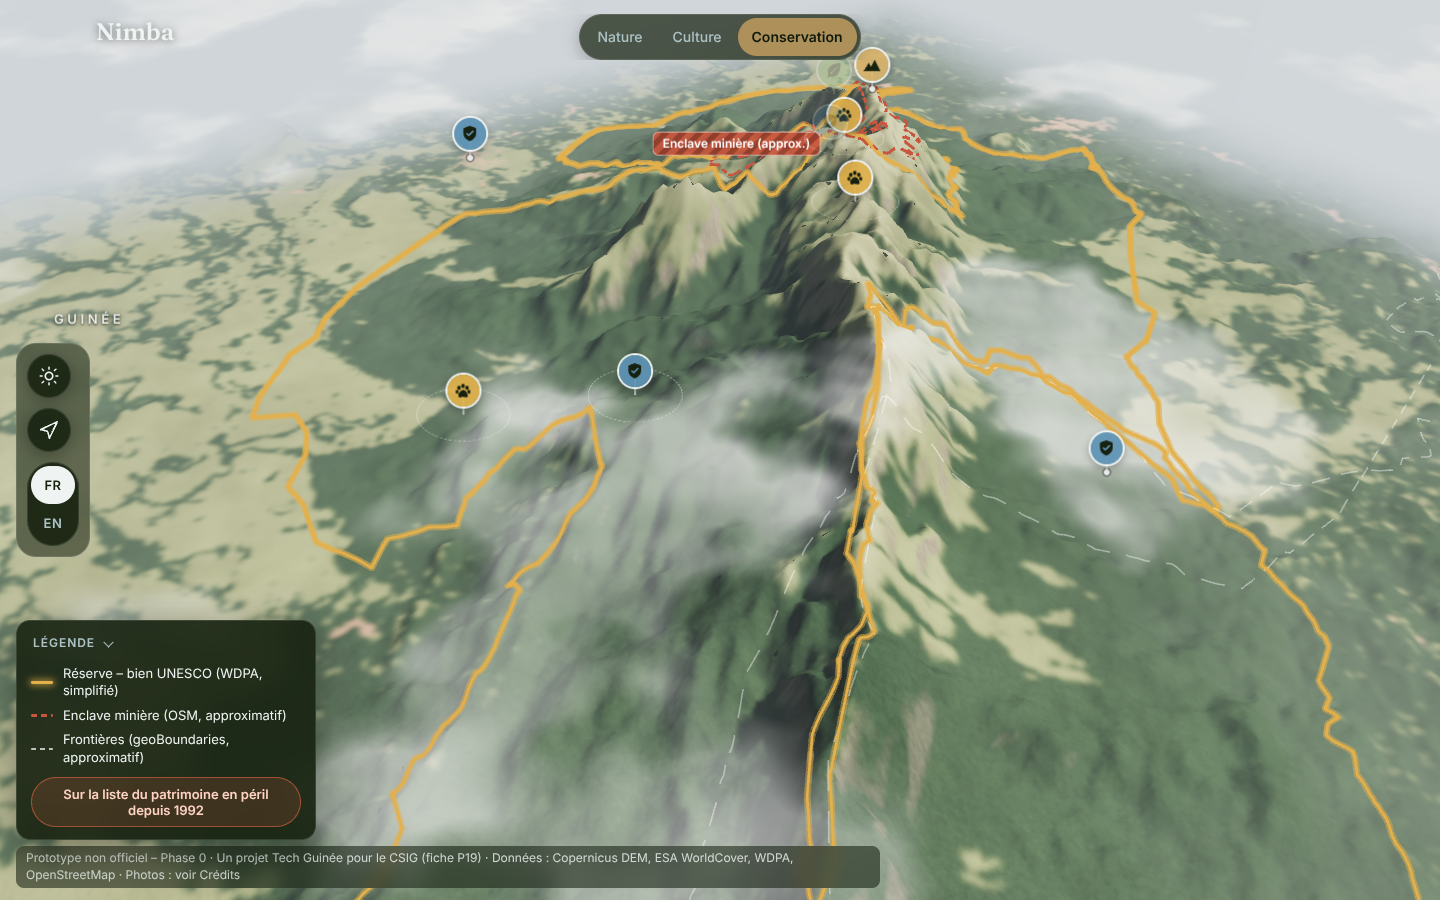 Nimba
Nature
Culture
Conservation
Enclave minière (approx.)
GUINÉE
FR
EN
LÉGENDE
Réserve – bien UNESCO (WDPA,
simplifié)
Enclave minière (OSM, approximatif)
Frontières (geoBoundaries,
approximatif)
Sur la liste du patrimoine en péril
depuis 1992
Prototype non officiel – Phase 0 · Un projet Tech Guinée pour le CSIG (fiche P19) · Données : Copernicus DEM, ESA WorldCover, WDPA,
OpenStreetMap · Photos : voir Crédits